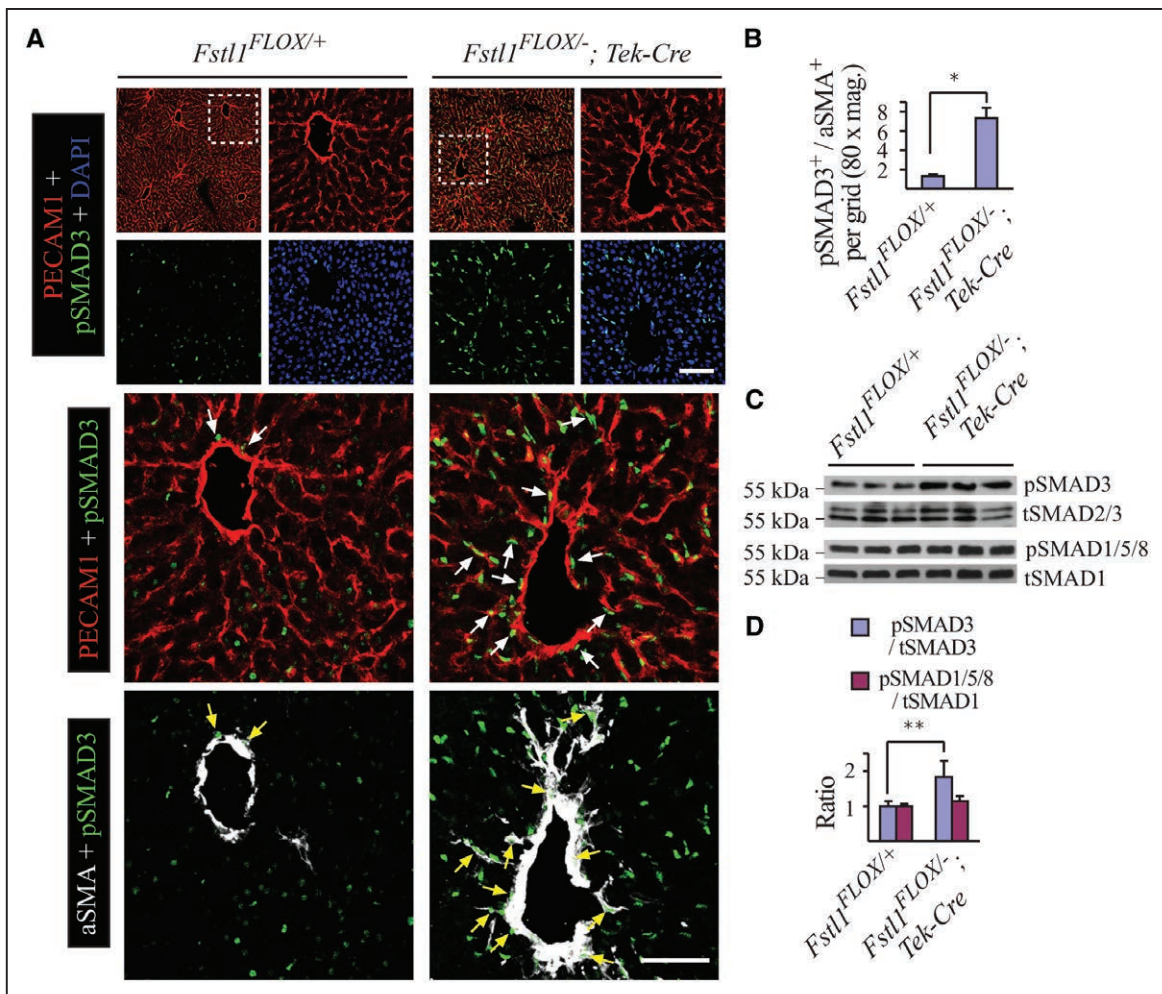 A
Fstl1FLOX/+
Fstl1FLOX/-; Tek-Cre
PECAM1 +
pSMAD3 + DAPI
PECAM1 + pSMAD3
aSMA + pSMAD3
B
pSMAD3+ / aSMA+
per grid (80 x mag.)
8
6
4
2
*
Fstl1FLOX/+
Fstl1FLOX/-;
Tek-Cre
C
Fstl1FLOX/+
Fstl1FLOX/-;
Tek-Cre
55 kDa
pSMAD3
55 kDa
tSMAD2/3
55 kDa
pSMAD1/5/8
55 kDa
tSMAD1
D
pSMAD3
/ tSMAD3
pSMAD1/5/8
/ tSMAD1
**
Ratio
2
1
Fstl1FLOX/+
Fstl1FLOX/-;
Tek-Cre